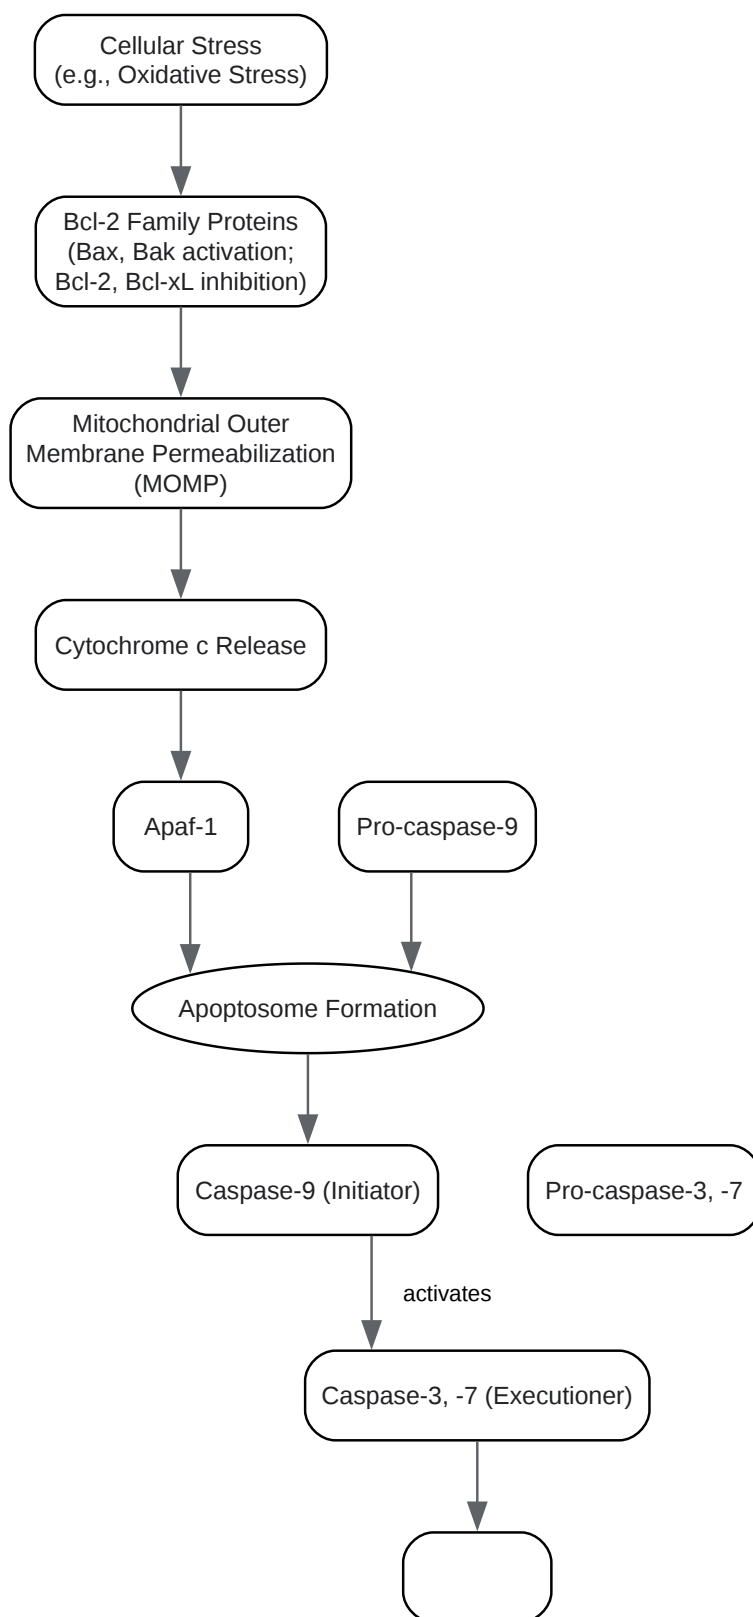 Cellular Stress
(e.g., Oxidative Stress)
Bcl-2 Family Proteins
(Bax, Bak activation;
Bcl-2, Bcl-xL inhibition)
Mitochondrial Outer
Membrane Permeabilization
(MOMP)
Cytochrome c Release
Apaf-1
Pro-caspase-9
Apoptosome Formation
Caspase-9 (Initiator)
Pro-caspase-3, -7
activates
Caspase-3, -7 (Executioner)